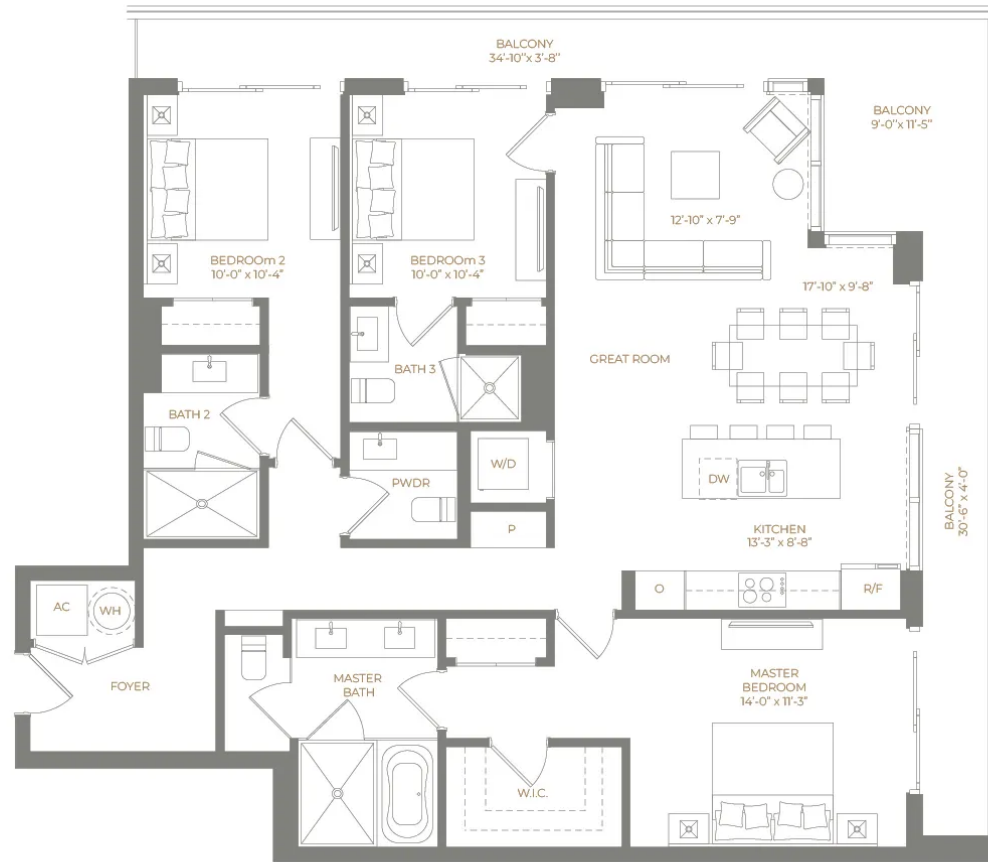 BALCONY
34'-10"x 3'-8"
BALCONY
9'-0"x 11'-5"
12'-10" x 7'-9"
BEDROOm 2
10'-0" x 10'-4"
BEDROOm 3
10'-0" x 10'-4"
17'-10" x 9'-8"
GREAT ROOM
BATH 3
BATH 2
W/D
PWDR
DW
BALCONY
30'-6" x 4'-0"
P
KITCHEN
13'-3" x 8'-8"
O
R/F
AC
WH
FOYER
MASTER
BATH
MASTER
BEDROOM
14'-0" x 11'-3"
W.I.C.